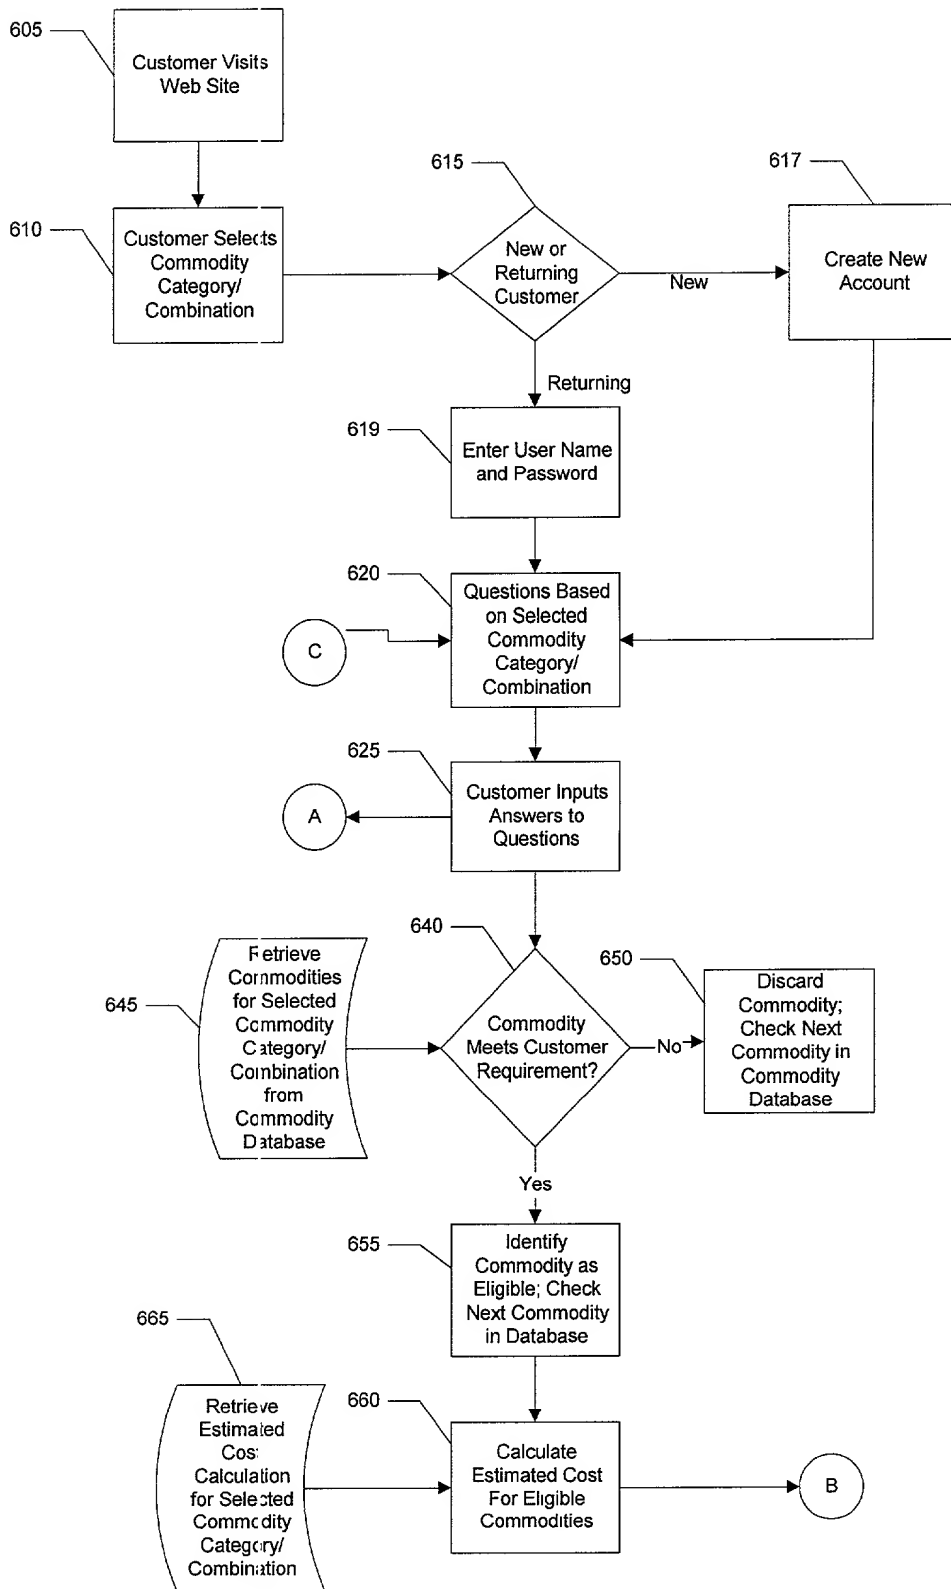 605
Customer Visits
Web Site
610
Customer Selects
Commodity
Category/
Combination
615
New or
Returning
Customer
New
617
Create New
Account
Returning
619
Enter User Name
and Password
620
Questions Based
on Selected
Commodity
Category/
Combination
C
625
Customer Inputs
Answers to
Questions
A
640
Commodity
Meets Customer
Requirement?
645
Retrieve
Commodities
for Selected
Commodity
Category/
Combination
from
Commodity
Database
No
650
Discard
Commodity;
Check Next
Commodity in
Commodity
Database
Yes
655
Identify
Commodity as
Eligible; Check
Next Commodity
in Database
665
Retrieve
Estimated
Cost
Calculation
for Selected
Commodity
Category/
Combination
660
Calculate
Estimated Cost
For Eligible
Commodities
B